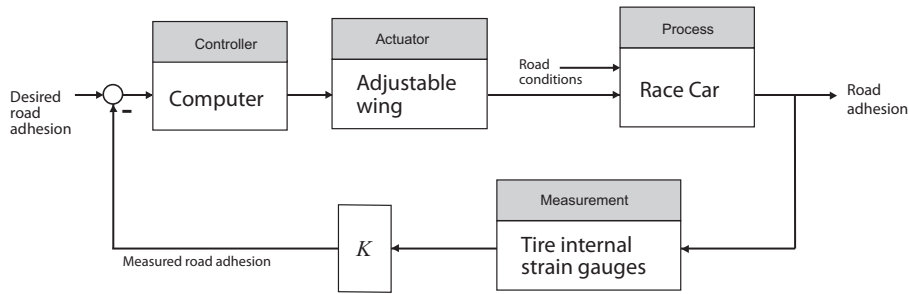 Controller
Actuator
Process
Desired
road
adhesion
-
Computer
Adjustable
wing
Road
conditions
Race Car
Road
adhesion
Measurement
K
Tire internal
strain gauges
Measured road adhesion